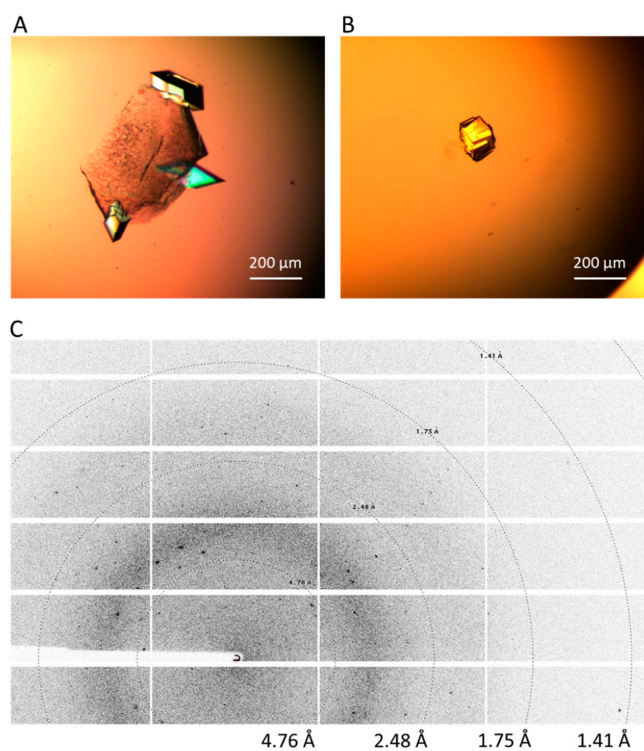 A
B
200 µm
200 µm
C
1.41 Å
1.75 Å
2.48 Å
4.76 Å
4.76 Å 2.48 Å 1.75 Å 1.41 Å